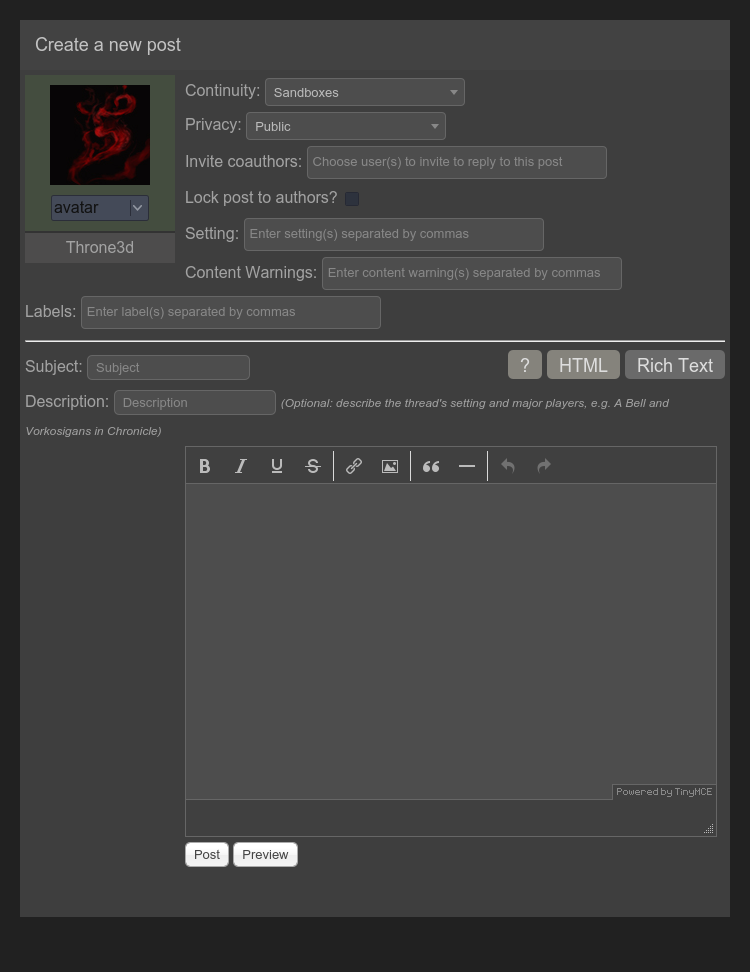 Create a new post
Continuity: Sandboxes
Privacy: Public
Invite coauthors: Choose user(s) to invite to reply to this post
Lock post to authors?
avatar
Throne3d
Setting: Enter setting(s) separated by commas
Content Warnings: Enter content warning(s) separated by commas
Labels: Enter label(s) separated by commas
Subject: Subject
? HTML Rich Text
Description: Description (Optional: describe the thread's setting and major players, e.g. A Bell and
Vorkosigans in Chronicle)
B I U S
Powered by TinyMCE
Post Preview